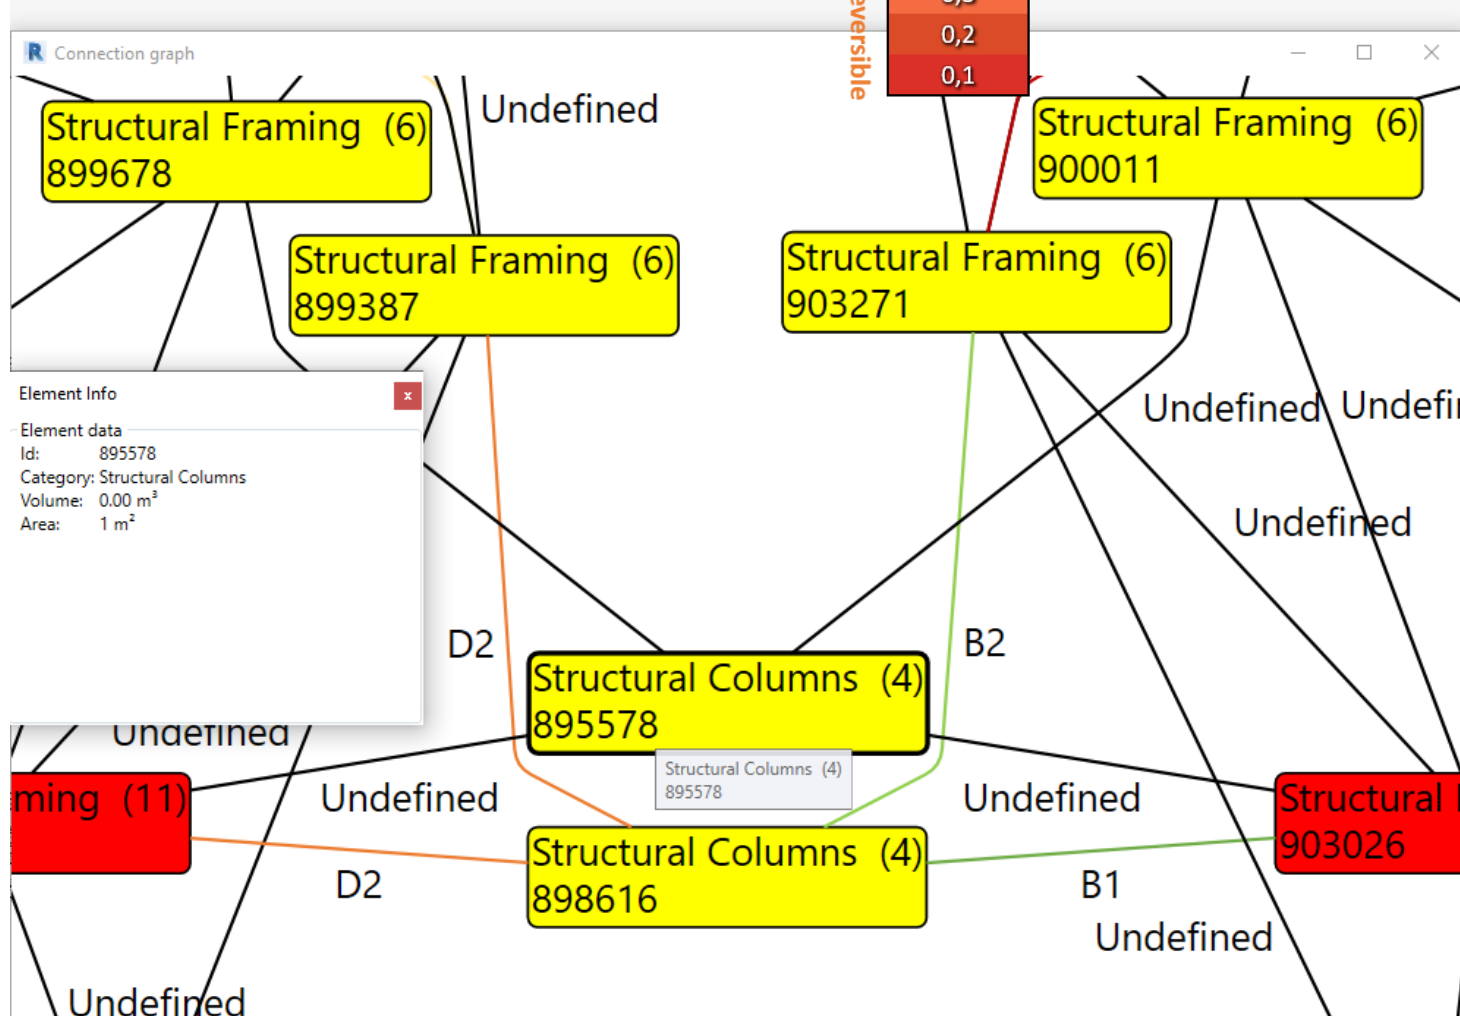 0,2
Connection graph
eversible
0,1
Undefined
Structural Framing (6)
899678
Structural Framing (6)
900011
Structural Framing (6)
899387
Structural Framing (6)
903271
Element Info
x
Element data
Id: 895578
Category: Structural Columns
Volume: 0.00 m³
Area: 1 m²
Undefined
Undefi
Undefined
D2
B2
Structural Columns (4)
895578
Undefined
Structural Columns (4)
895578
ming (11)
Undefined
Undefined
Structural
903026
Structural Columns (4)
898616
D2
B1
Undefined
Undefined